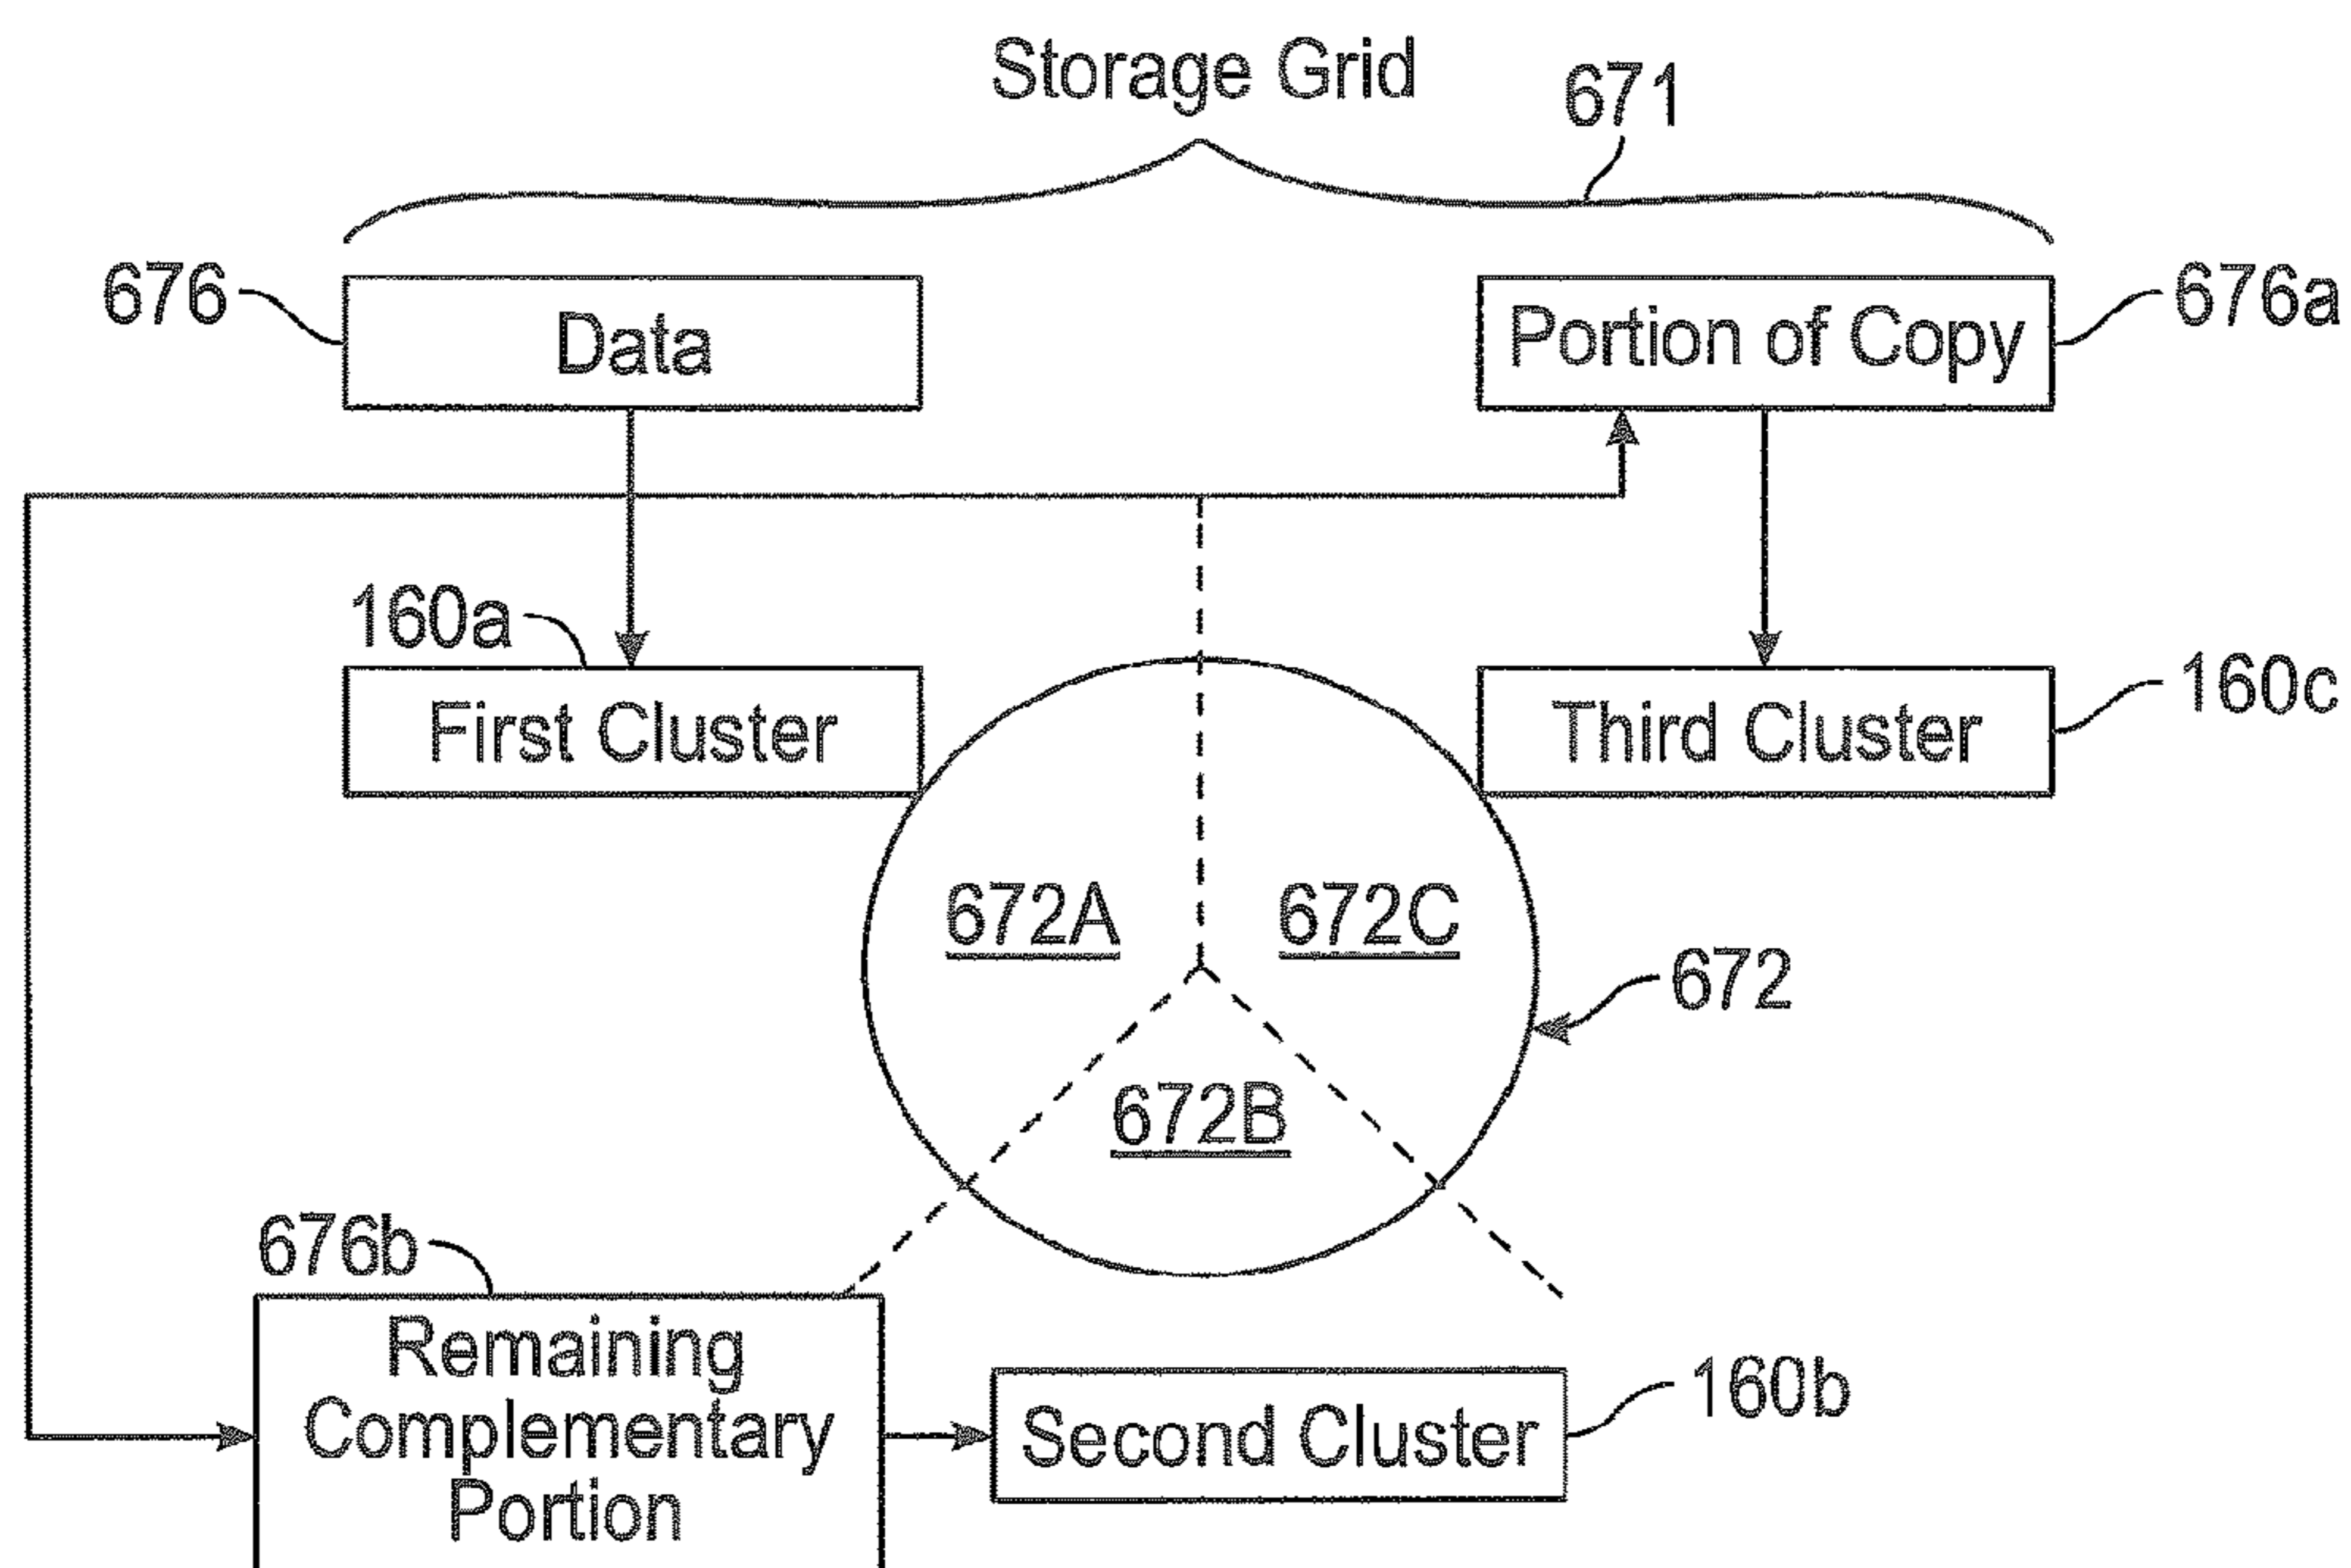 Storage Grid
671
676
Data
Portion of Copy
676a
160a
First Cluster
Third Cluster
160c
672A
672C
672
672B
676b
Remaining
Complementary
Portion
Second Cluster
160b